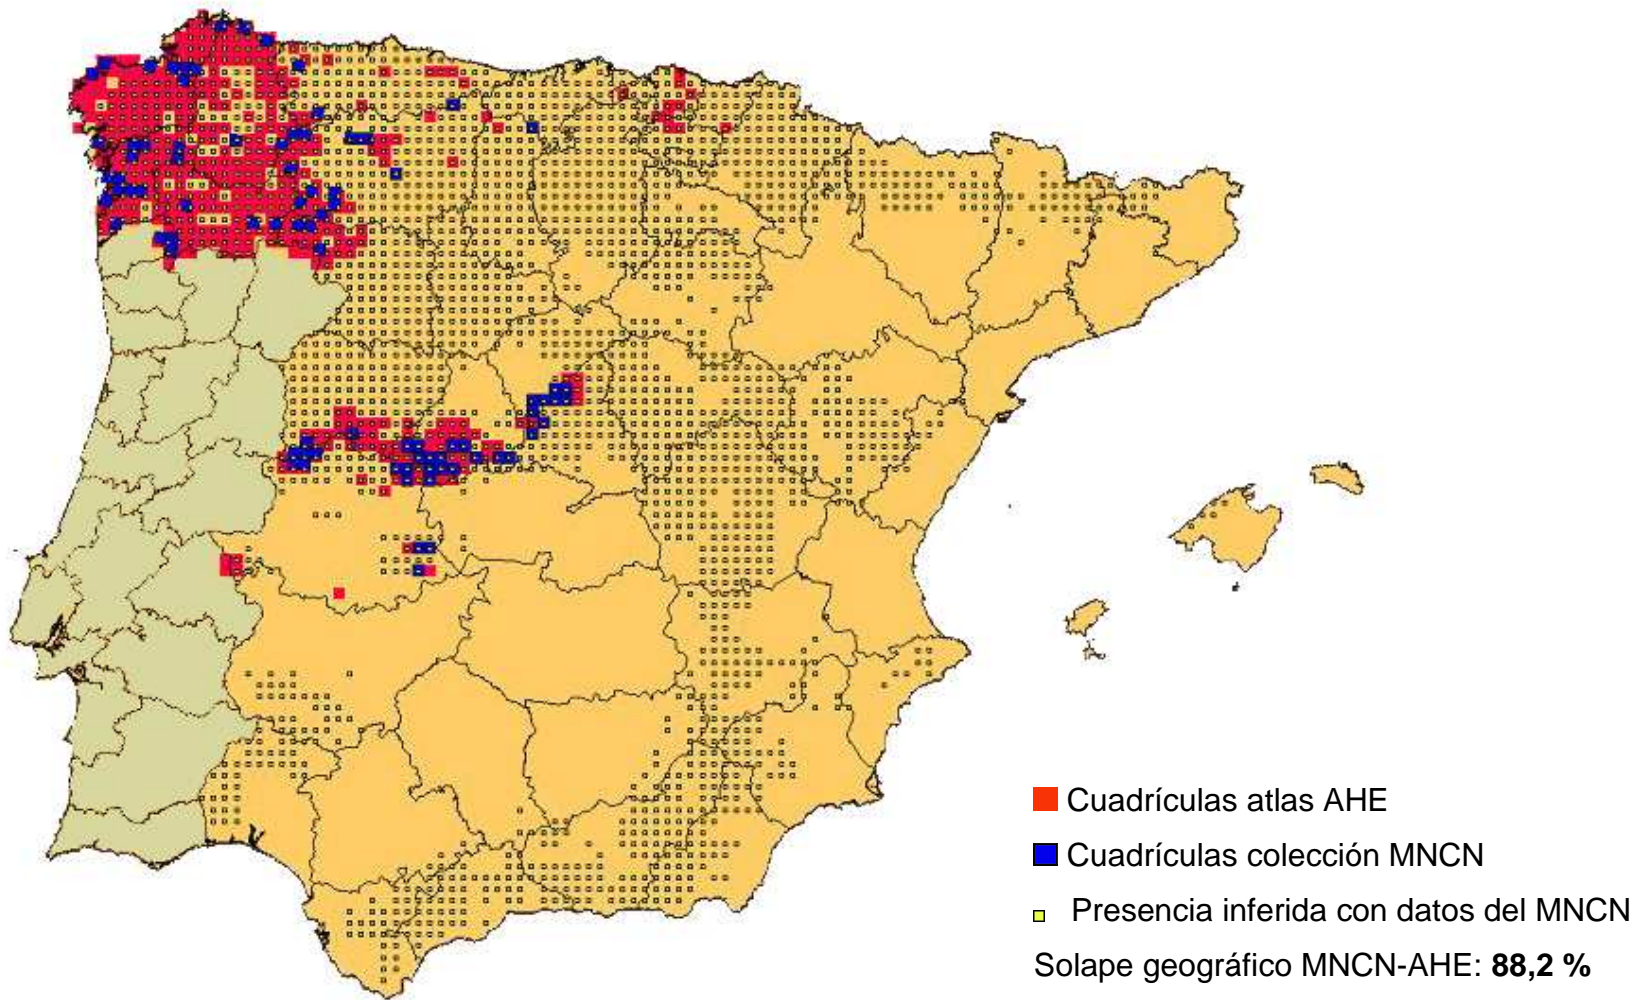 Cuadrículas atlas AHE
Cuadrículas colección MNCN
Presencia inferida con datos del MNCN
Solape geográfico MNCN-AHE: 88,2 %